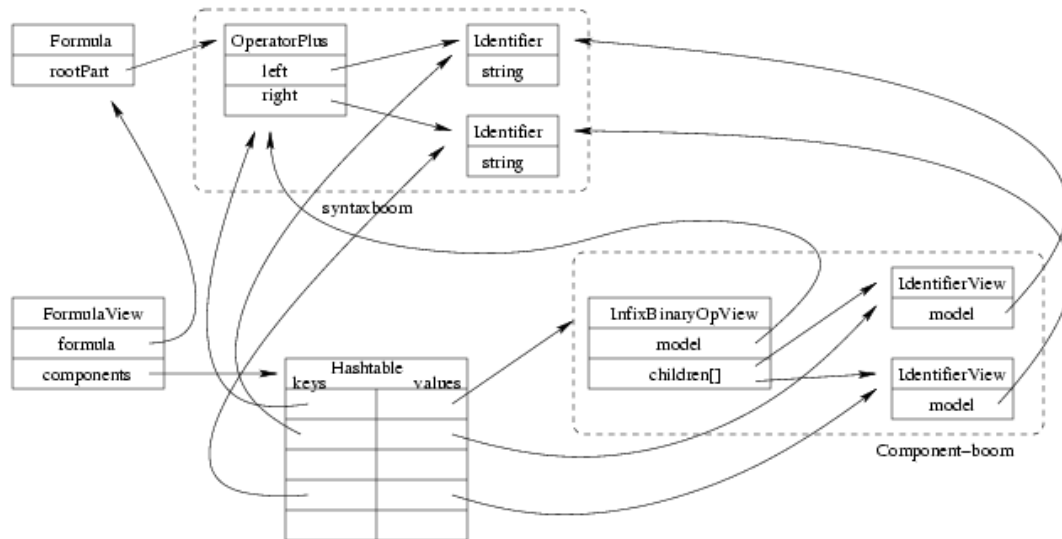 Formula
rootPart
OperatorPlus
left
right
Identifier
string
Identifier
string
syntaxboom
FormulaView
formula
components
Hashtable
keys values
InfixBinaryOpView
model
children[]
IdentifierView
model
IdentifierView
model
Component-boom